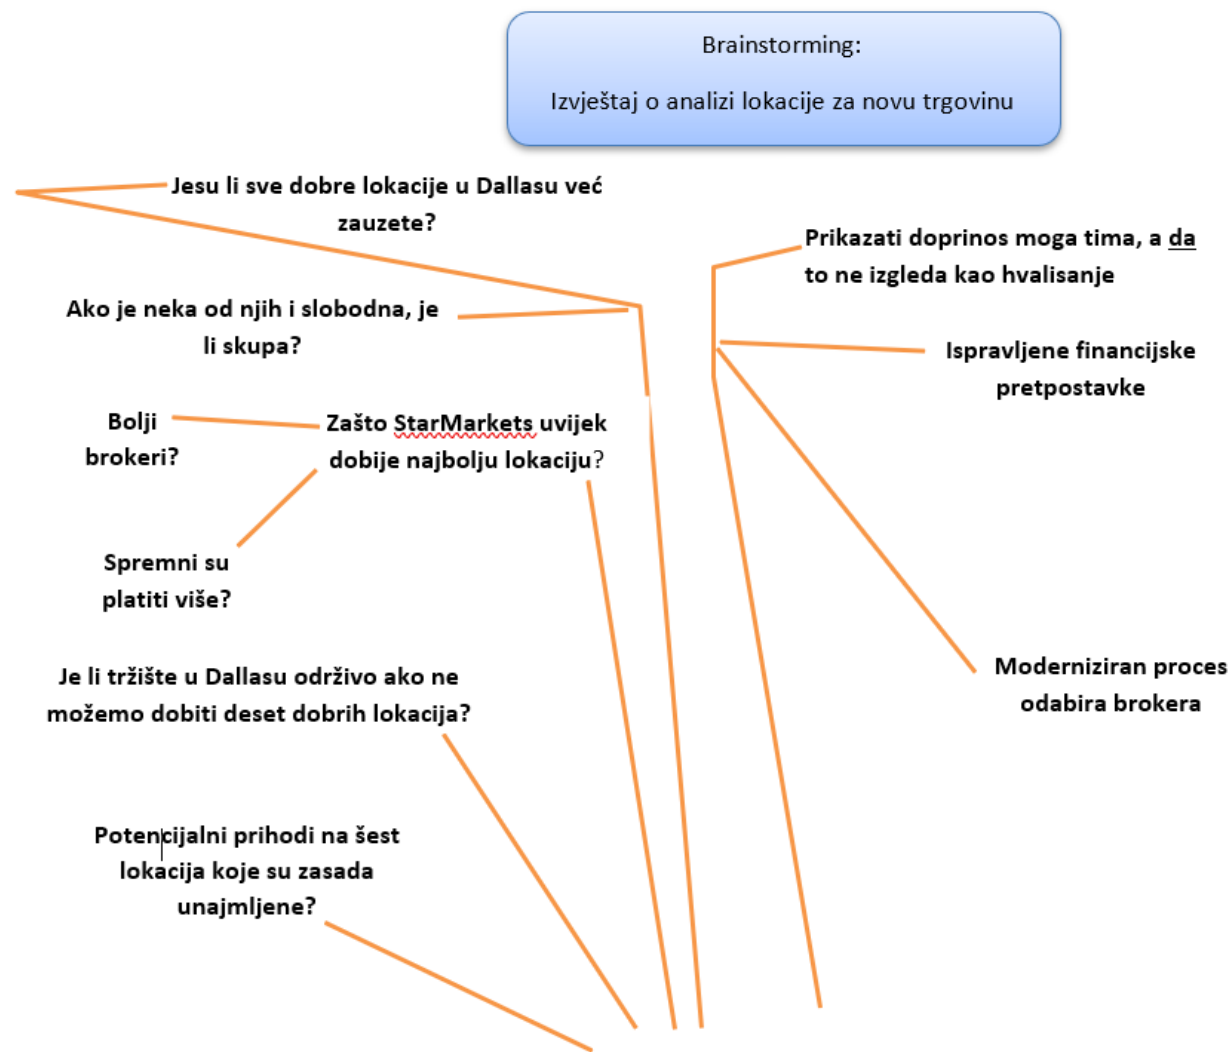 Brainstorming:
Izvještaj o analizi lokacije za novu trgovinu
Jesu li sve dobre lokacije u Dallasu već
zauzete?
Prikazati doprinos moga tima, a da
to ne izgleda kao hvalisanje
Ako je neka od njih i slobodna, je
li skupa?
Ispravljene financijske
pretpostavke
Bolji
brokeri?
Zašto StarMarkets uvijek
dobije najbolju lokaciju?
Spremni su
platiti više?
Je li tržište u Dallasu održivo ako ne
možemo dobiti deset dobrih lokacija?
Moderniziran proces
odabira brokera
Potencijalni prihodi na šest
lokacija koje su zasada
unajmljene?